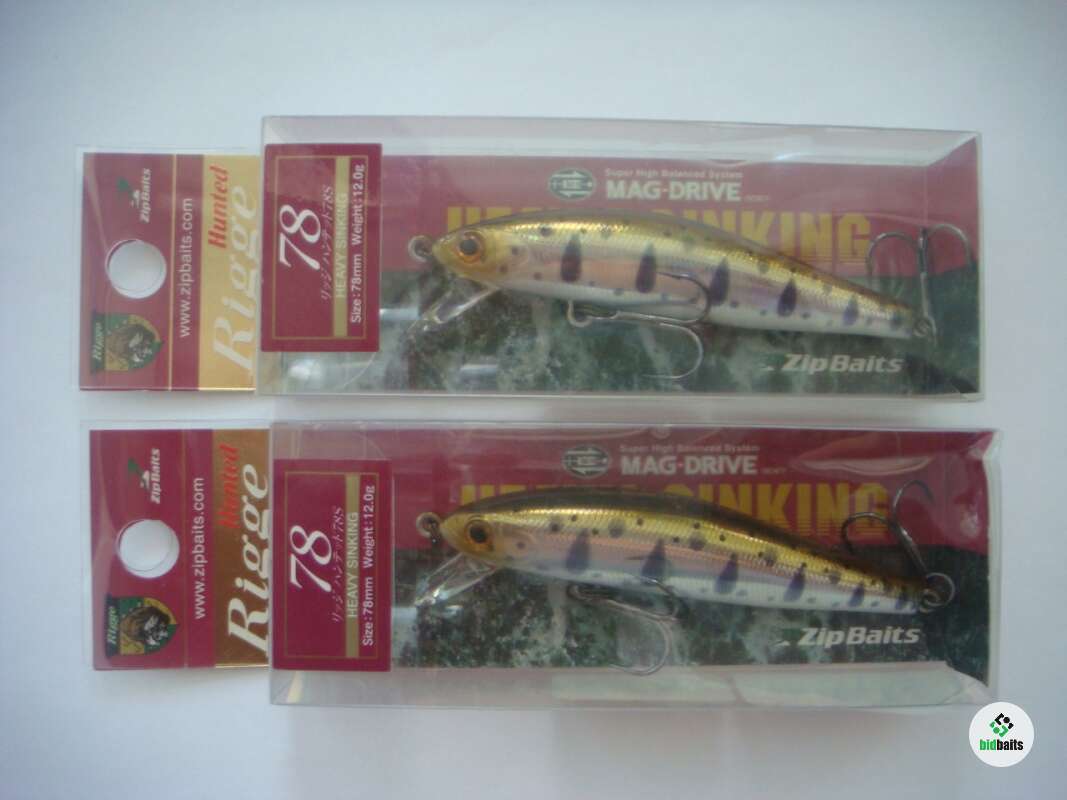 ZipBaits
www.zipbaits.com
Hunted
Rigge
Rigge
78
リッジ ハンテッド78S
HEAVY SINKING
Size:78mm Weight:12.0g
Super High Balanced System
MAG-DRIVE
SINKING
ZipBaits
ZipBaits
www.zipbaits.com
Hunted
Rigge
Rigge
78
リッジ ハンテッド78S
HEAVY SINKING
Size:78mm Weight:12.0g
Super High Balanced System
MAG-DRIVE
SINKING
ZipBaits
bidbaits